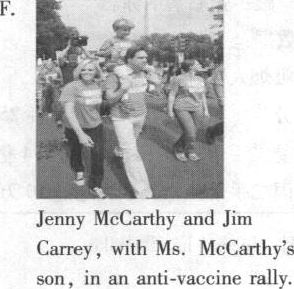 F.
Jenny McCarthy and Jim
Carrey, with Ms. McCarthy's
son, in an anti-vaccine rally.